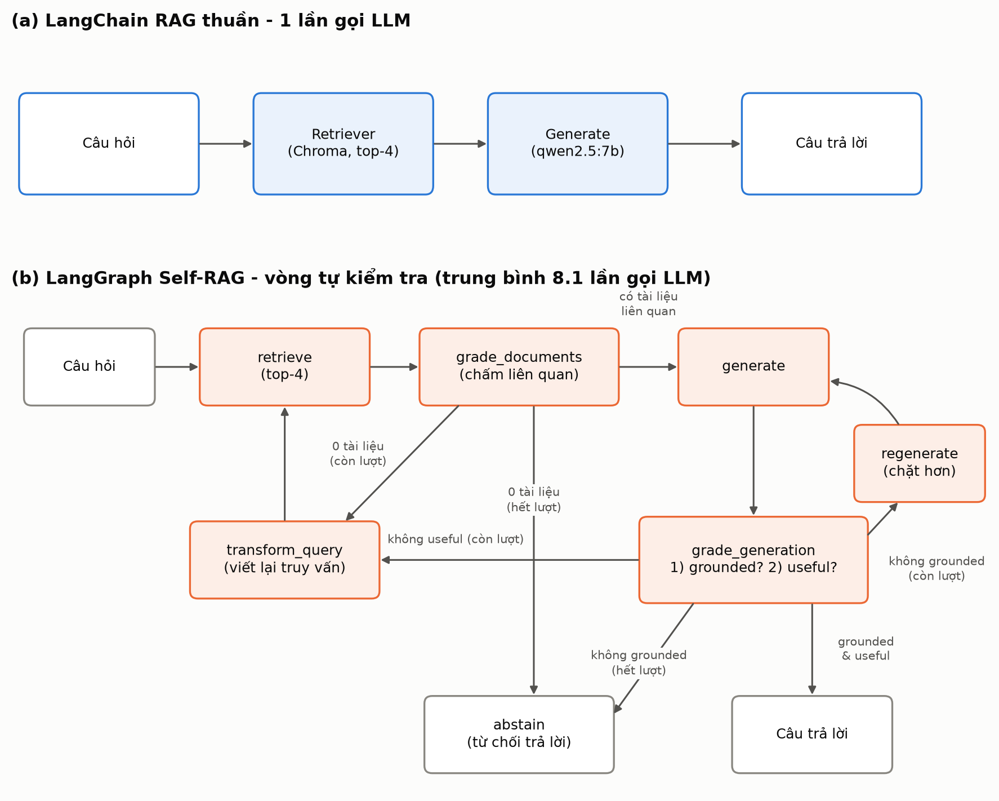 (a) LangChain RAG thuần - 1 lần gọi LLM
Câu hỏi
Retriever
(Chroma, top-4)
Generate
(qwen2.5:7b)
Câu trả lời
(b) LangGraph Self-RAG - vòng tự kiểm tra (trung bình 8.1 lần gọi LLM)
có tài liệu
liên quan
Câu hỏi
retrieve
(top-4)
grade_documents
(chấm liên quan)
generate
regenerate
(chặt hơn)
0 tài liệu
(còn lượt)
0 tài liệu
(hết lượt)
không useful (còn lượt)
transform_query
(viết lại truy vấn)
grade_generation
1) grounded? 2) useful?
không grounded
(còn lượt)
không grounded
(hết lượt)
grounded
& useful
abstain
(từ chối trả lời)
Câu trả lời